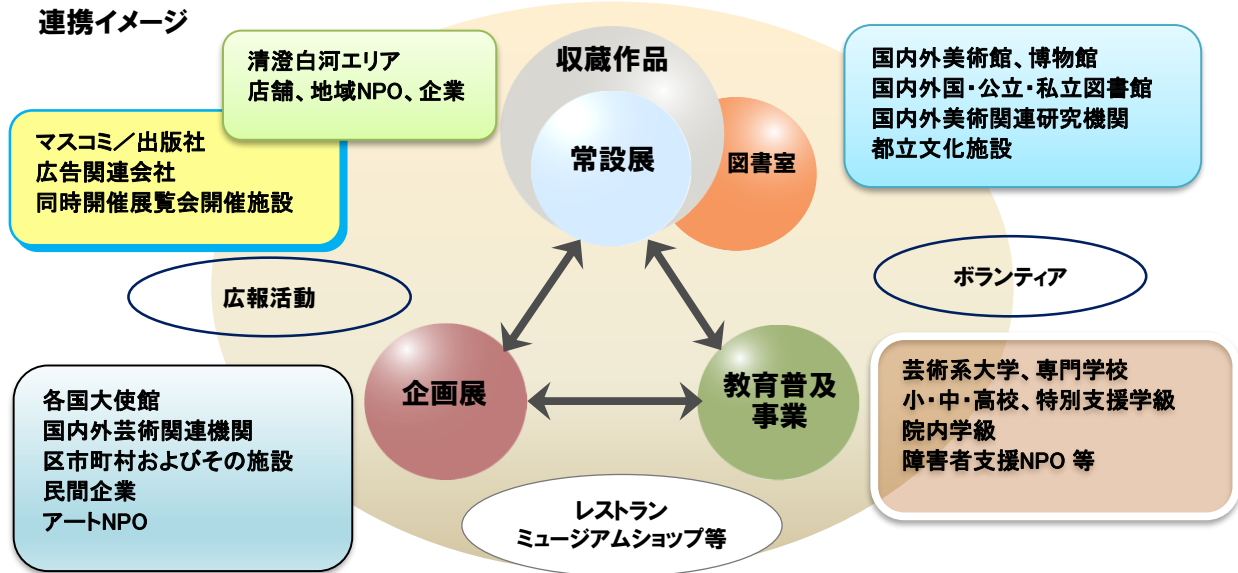 連携イメージ
清澄白河エリア
店舗、地域NPO、企業
収蔵作品
常設展
図書室
国内外美術館、博物館
国内外国・公立・私立図書館
国内外美術関連研究機関
都立文化施設
マスコミ／出版社
広告関連会社
同時開催展覧会開催施設
広報活動
ボランティア
企画展
教育普及
事業
各国大使館
国内外芸術関連機関
区市町村およびその施設
民間企業
アートNPO
芸術系大学、専門学校
小・中・高校、特別支援学級
院内学級
障害者支援NPO 等
レストラン
ミュージアムショップ等